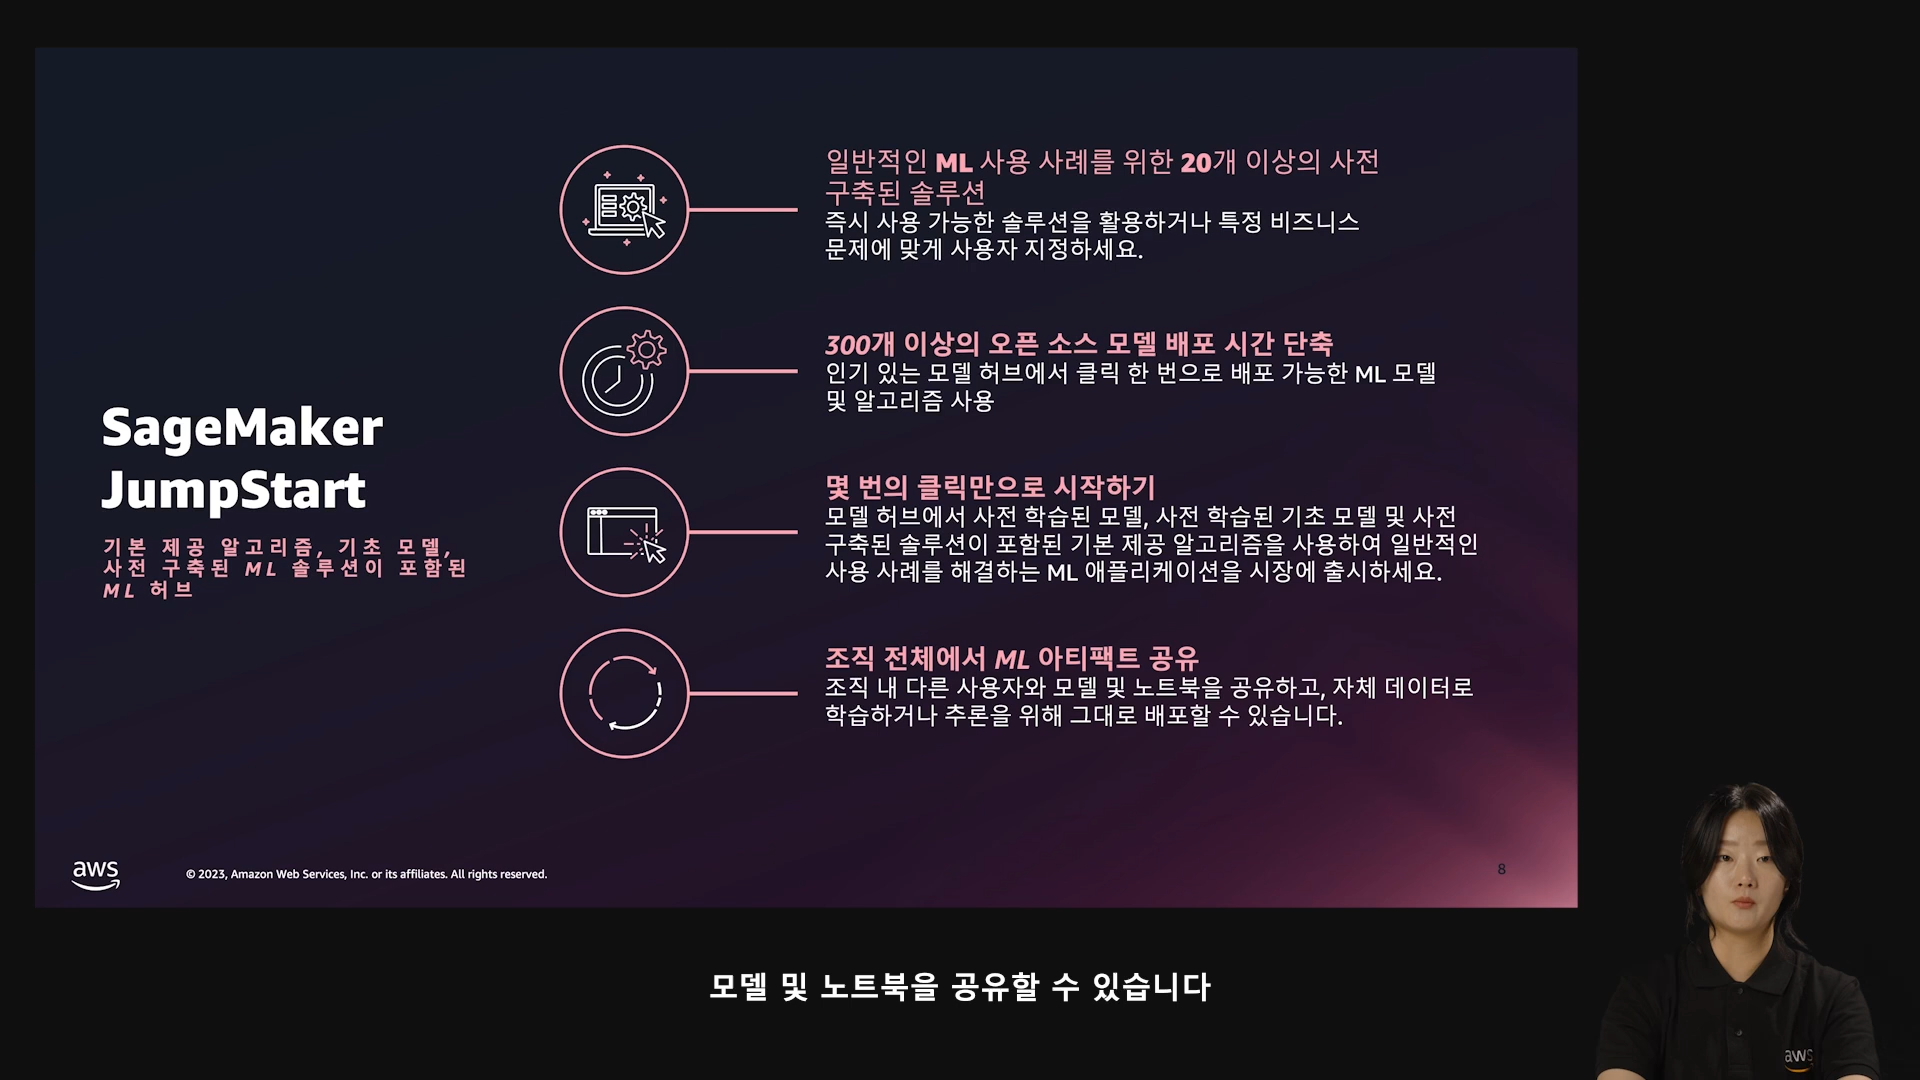 SageMaker
JumpStart
기본 제공 알고리즘, 기초 모델,
사전 구축된 ML 솔루션이 포함된
ML 허브
일반적인 ML 사용 사례를 위한 20개 이상의 사전
구축된 솔루션
즉시 사용 가능한 솔루션을 활용하거나 특정 비즈니스
문제에 맞게 사용자 지정하세요.
300개 이상의 오픈 소스 모델 배포 시간 단축
인기 있는 모델 허브에서 클릭 한 번으로 배포 가능한 ML 모델
및 알고리즘 사용
몇 번의 클릭만으로 시작하기
모델 허브에서 사전 학습된 모델, 사전 학습된 기초 모델 및 사전
구축된 솔루션이 포함된 기본 제공 알고리즘을 사용하여 일반적인
사용 사례를 해결하는 ML 애플리케이션을 시장에 출시하세요.
조직 전체에서 ML 아티팩트 공유
조직 내 다른 사용자와 모델 및 노트북을 공유하고, 자체 데이터로
학습하거나 추론을 위해 그대로 배포할 수 있습니다.
aws
© 2023, Amazon Web Services, Inc. or its affiliates. All rights reserved.
8
모델 및 노트북을 공유할 수 있습니다
aws